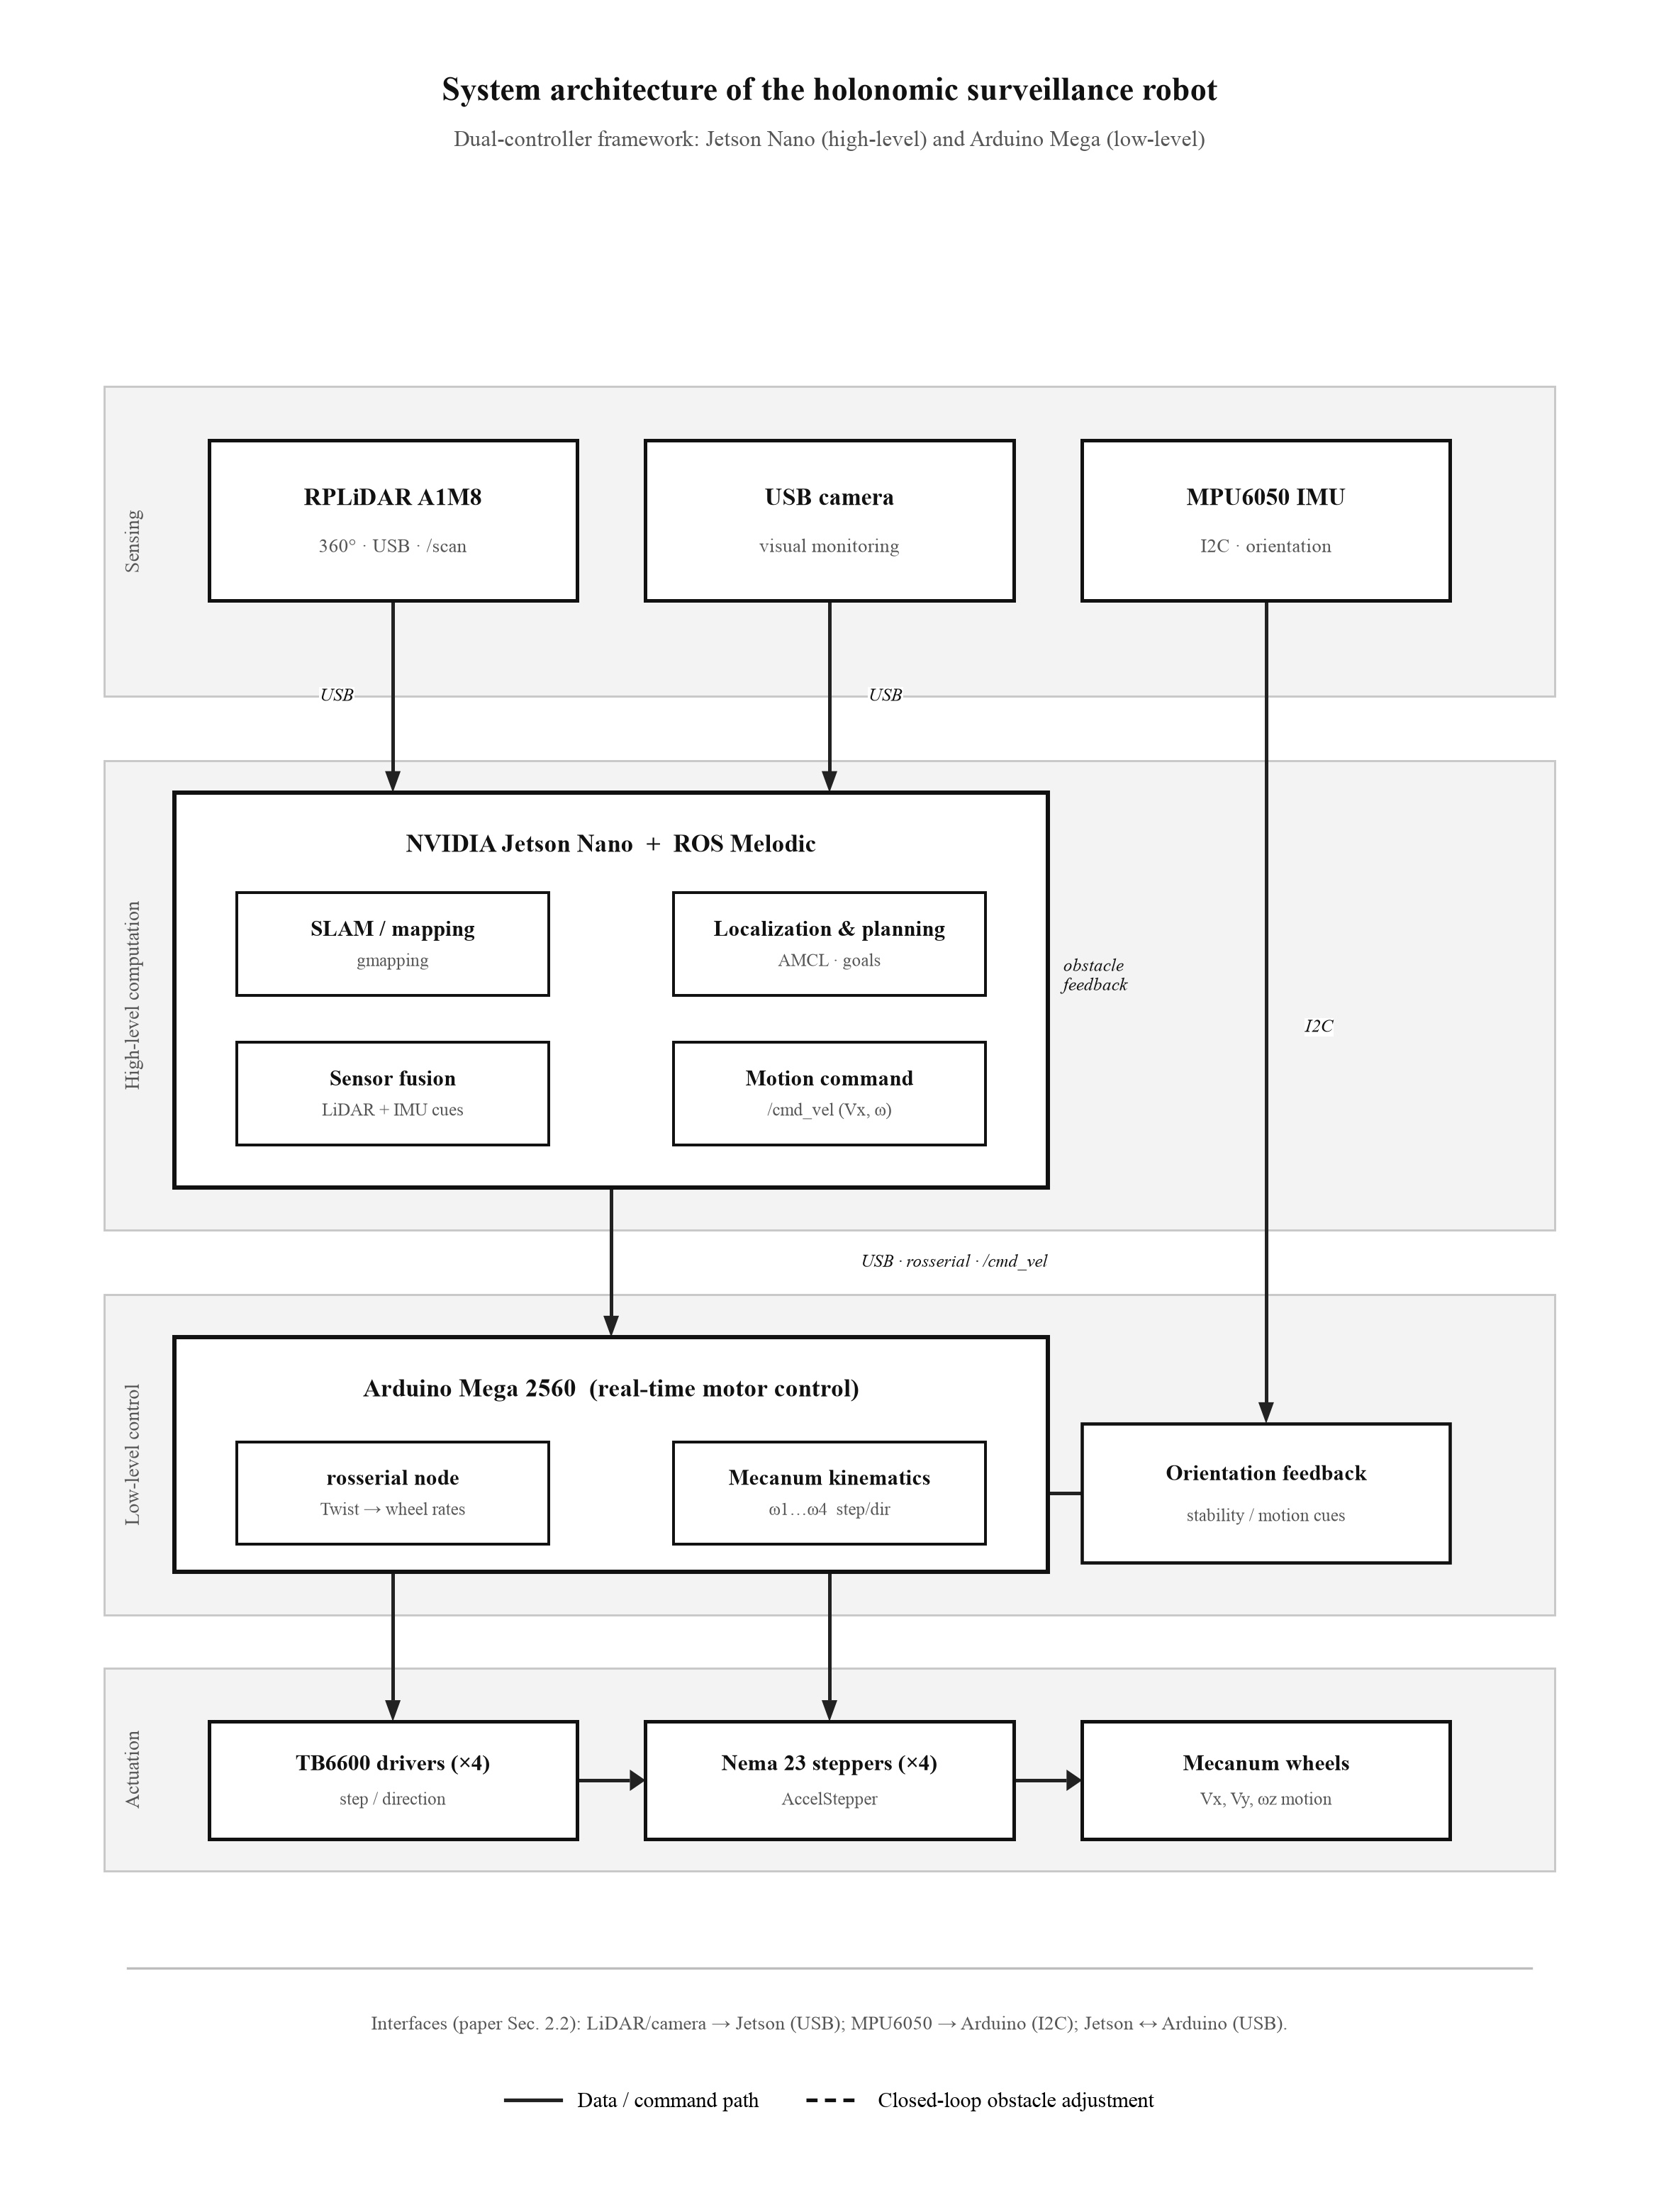 System architecture of the holonomic surveillance robot
Dual-controller framework: Jetson Nano (high-level) and Arduino Mega (low-level)
Sensing
RPLiDAR A1M8
360° · USB · /scan
USB camera
visual monitoring
MPU6050 IMU
I2C · orientation
USB
USB
High-level computation
NVIDIA Jetson Nano + ROS Melodic
SLAM / mapping
gmapping
Localization & planning
AMCL · goals
obstacle
feedback
I2C
Sensor fusion
LiDAR + IMU cues
Motion command
/cmd_vel (Vx, ω)
USB · rosserial · /cmd_vel
Low-level control
Arduino Mega 2560 (real-time motor control)
rosserial node
Twist → wheel rates
Mecanum kinematics
ω1…ω4 step/dir
Orientation feedback
stability / motion cues
Actuation
TB6600 drivers (×4)
step / direction
Nema 23 steppers (×4)
AccelStepper
Mecanum wheels
Vx, Vy, ωz motion
Interfaces (paper Sec. 2.2): LiDAR/camera → Jetson (USB); MPU6050 → Arduino (I2C); Jetson ↔ Arduino (USB).
Data / command path
Closed-loop obstacle adjustment